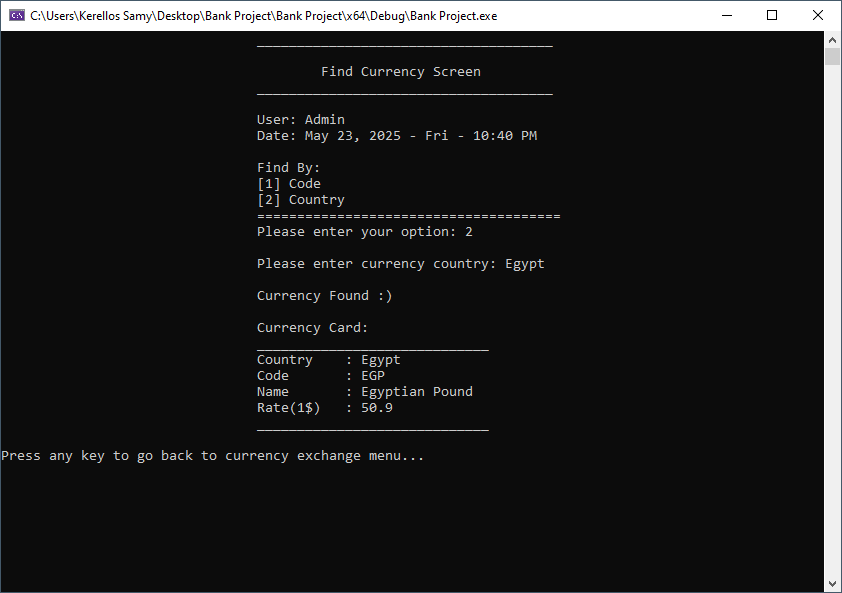 C:\Users\Kerellos Samy\Desktop\Bank Project\Bank Project\x64\Debug\Bank Project.exe
_____________________________________
Find Currency Screen
_____________________________________
User: Admin
Date: May 23, 2025 - Fri - 10:40 PM
Find By:
[1] Code
[2] Country
======================================
Please enter your option: 2
Please enter currency country: Egypt
Currency Found :)
Currency Card:
_____________________________
Country    : Egypt
Code       : EGP
Name       : Egyptian Pound
Rate(1$)   : 50.9
_____________________________
Press any key to go back to currency exchange menu...